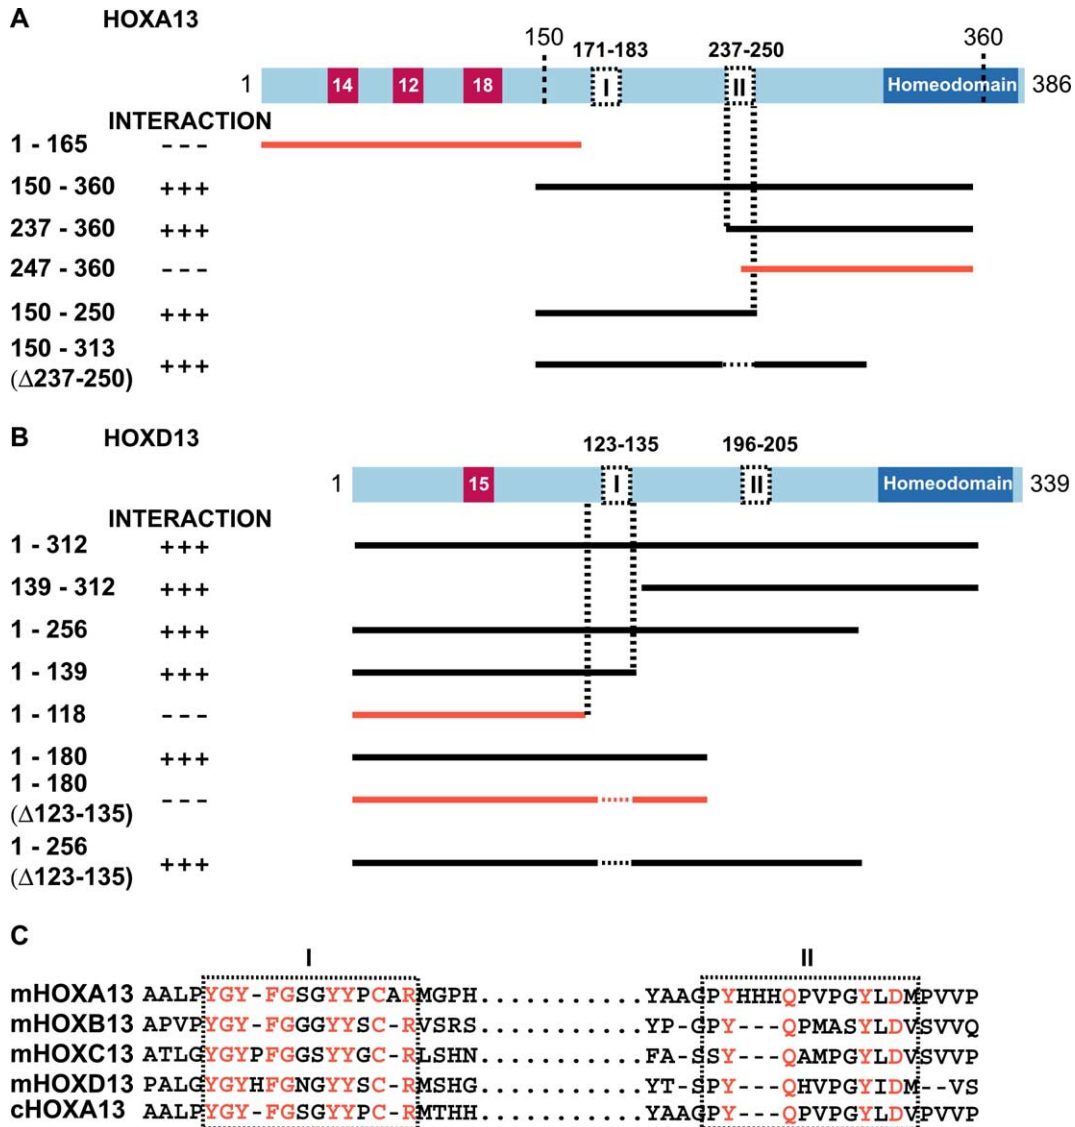 A HOXA13
150 171-183 237-250 360
1 14 12 18 I II Homeodomain 386
INTERACTION
1 - 165 ---
150 - 360 +++
237 - 360 +++
247 - 360 ---
150 - 250 +++
150 - 313
(Δ237-250) +++
B HOXD13
123-135 196-205
1 15 I II Homeodomain 339
INTERACTION
1 - 312 +++
139 - 312 +++
1 - 256 +++
1 - 139 +++
1 - 118 ---
1 - 180 +++
1 - 180
(Δ123-135) ---
1 - 256
(Δ123-135) +++
C
I II
mHOXA13 AALPYGY-FGSGYYPCARMGPH...........YAAGPYHHHQPVPGYLDMPVVP
mHOXB13 APVPYGY-FGGGYYSC-RVSRS...........YP-GPY---QPMASYLDVSVVQ
mHOXC13 ATLGYGYPFGGSYYGC-RLSHN...........FA-SSY---QAMPGYLDVSVVP
mHOXD13 PALGYGYHFGNGYYSC-RMSHG...........YT-SPY---QHVPGYIDM--VS
cHOXA13 AALPYGY-FGSGYYPC-RMTHH...........YAAGPY---QPVPGYLDVPVVP